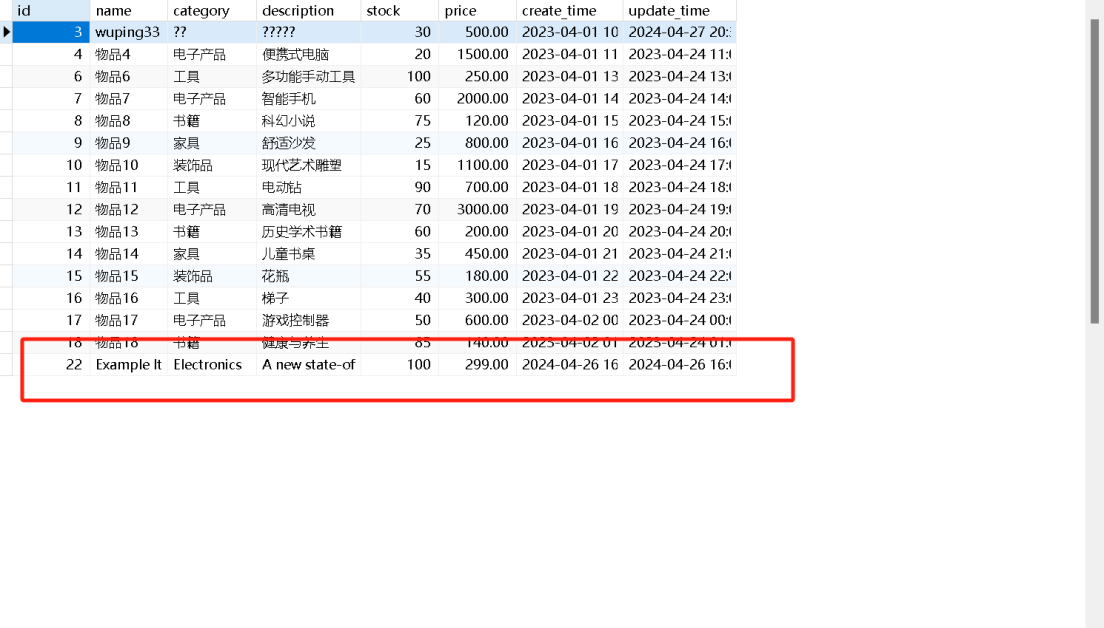 id name category description stock price create_time update_time
3 wuping33 ?? ????? 30 500.00 2023-04-01 10 2024-04-27 20:
4 物品4 电子产品 便携式电脑 20 1500.00 2023-04-01 11 2023-04-24 11:
6 物品6 工具 多功能手动工具 100 250.00 2023-04-01 13 2023-04-24 13:
7 物品7 电子产品 智能手机 60 2000.00 2023-04-01 14 2023-04-24 14:
8 物品8 书籍 科幻小说 75 120.00 2023-04-01 15 2023-04-24 15:
9 物品9 家具 舒适沙发 25 800.00 2023-04-01 16 2023-04-24 16:
10 物品10 装饰品 现代艺术雕塑 15 1100.00 2023-04-01 17 2023-04-24 17:
11 物品11 工具 电动钻 90 700.00 2023-04-01 18 2023-04-24 18:
12 物品12 电子产品 高清电视 70 3000.00 2023-04-01 19 2023-04-24 19:
13 物品13 书籍 历史学术书籍 60 200.00 2023-04-01 20 2023-04-24 20:
14 物品14 家具 儿童书桌 35 450.00 2023-04-01 21 2023-04-24 21:
15 物品15 装饰品 花瓶 55 180.00 2023-04-01 22 2023-04-24 22:
16 物品16 工具 梯子 40 300.00 2023-04-01 23 2023-04-24 23:
17 物品17 电子产品 游戏控制器 50 600.00 2023-04-02 00 2023-04-24 00:
18 物品18 书籍 健康与养生 85 140.00 2023-04-02 01 2023-04-24 01:
22 Example It Electronics A new state-of 100 299.00 2024-04-26 16 2024-04-26 16: